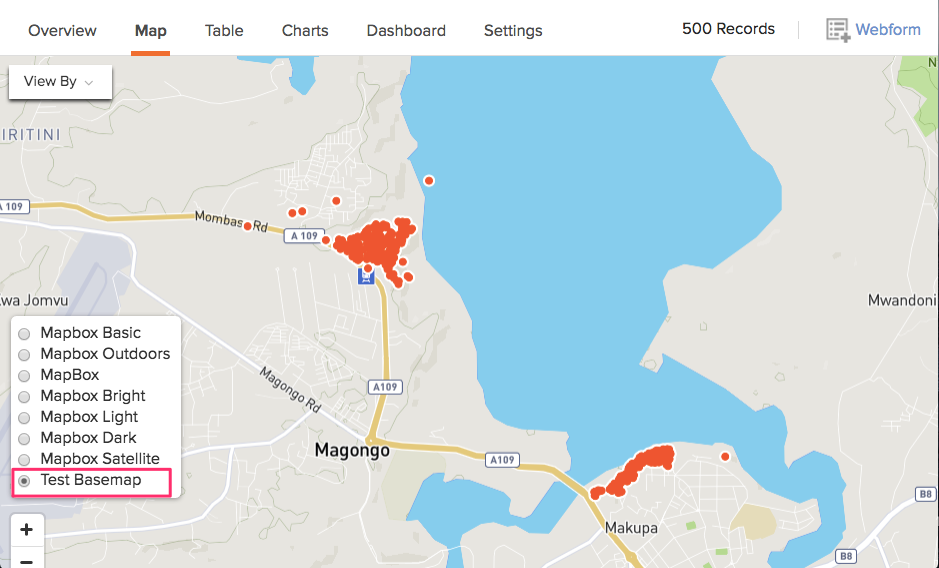 Overview Map Table Charts Dashboard Settings 500 Records Webform
View By
N
IRITINI
A 109
Mombasa Rd
A 109
wa Jomvu
Mwandoni
Mapbox Basic
Mapbox Outdoors
MapBox
Mapbox Bright
Mapbox Light
Mapbox Dark
Mapbox Satellite
Test Basemap
Magongo Rd
A109
Magongo
A109
B8
Makupa
B8
+
−